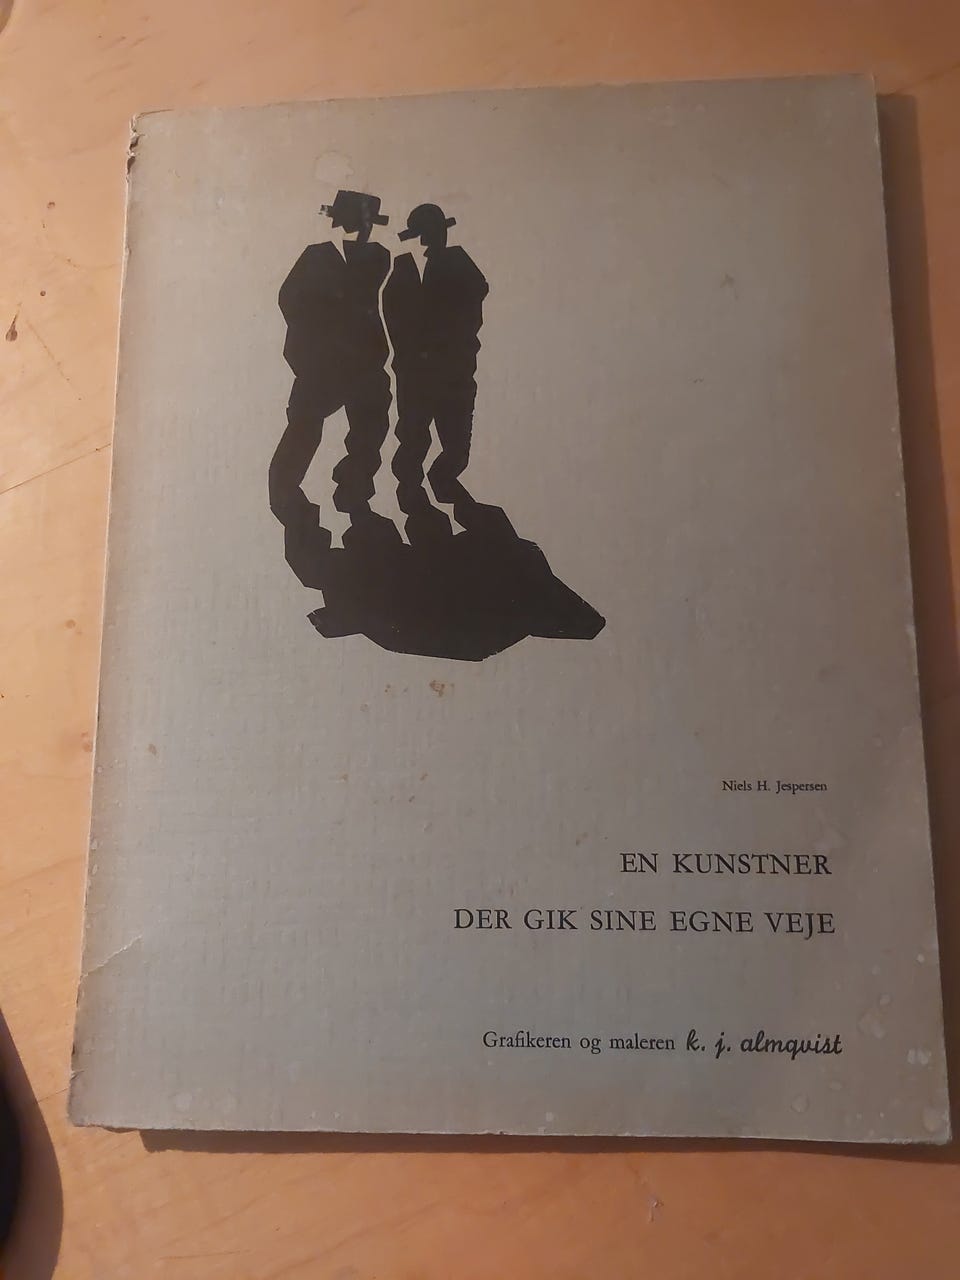 Niels H. Jespersen
EN KUNSTNER
DER GIK SINE EGNE VEJE
Grafikeren og maleren k. j. almqvist